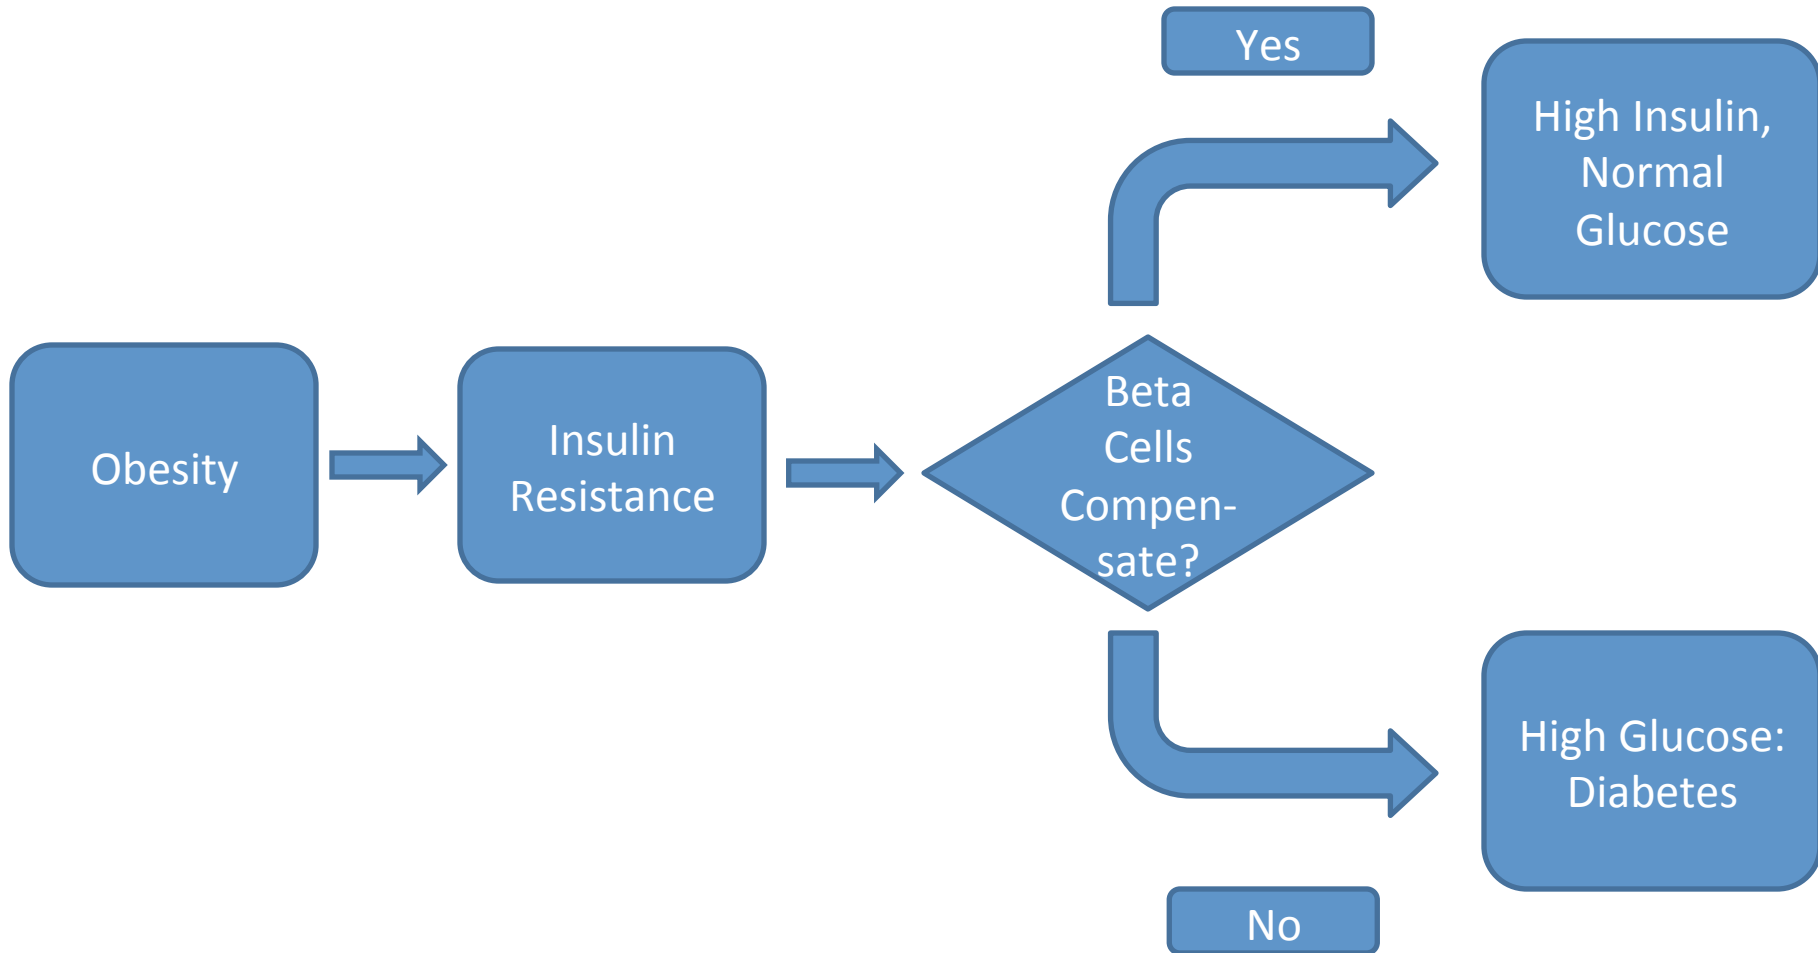 Obesity
Insulin
Resistance
Beta
Cells
Compen-
sate?
Yes
High Insulin,
Normal
Glucose
No
High Glucose:
Diabetes